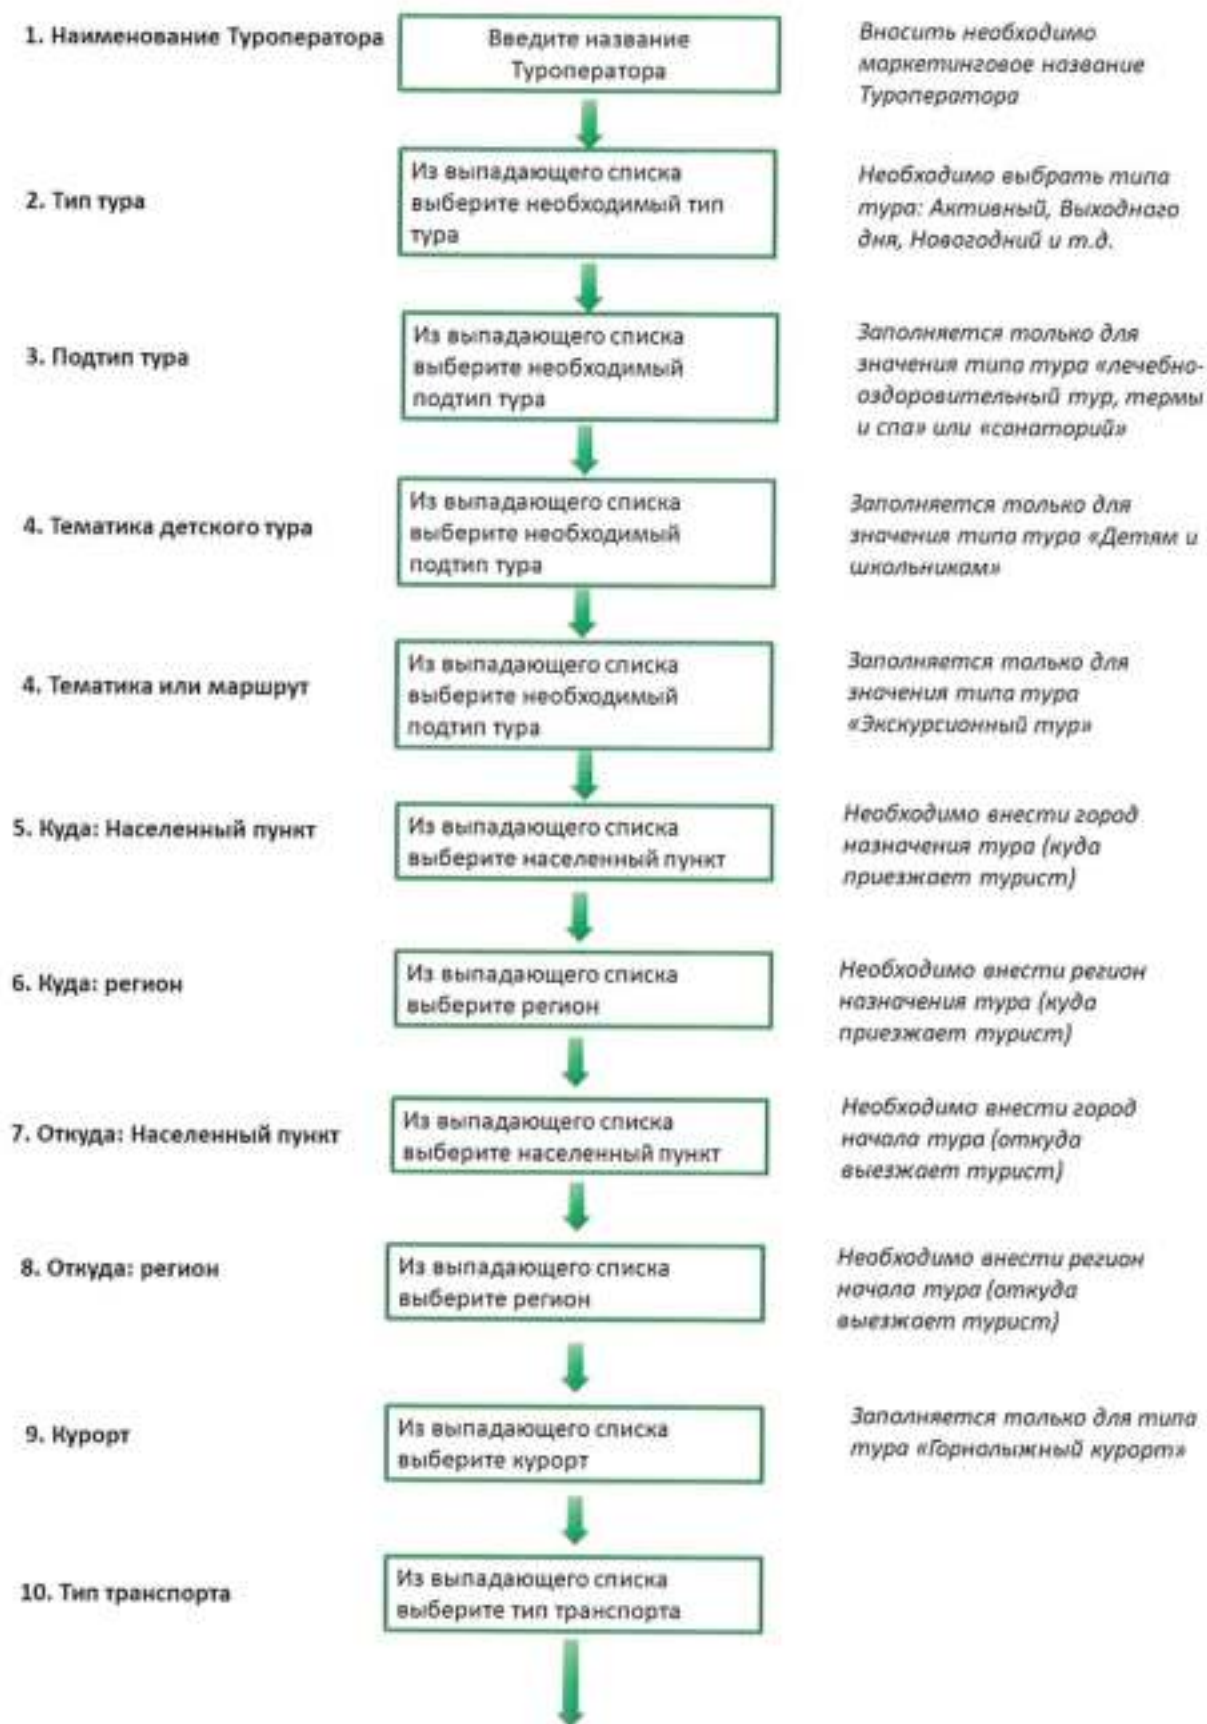 1. Наименование Туроператора
Введите название
Туроператора
Вносить необходимо
маркетинговое название
Туроператора
2. Тип тура
Из выпадающего списка
выберите необходимый тип
тура
Необходимо выбрать типа
тура: Активный, Выходного
дня, Новогодний и т.д.
3. Подтип тура
Из выпадающего списка
выберите необходимый
подтип тура
Заполняется только для
значения типа тура «лечебно-
оздоровительный тур, термы
и спа» или «санаторий»
4. Тематика детского тура
Из выпадающего списка
выберите необходимый
подтип тура
Заполняется только для
значения типа тура «Детям и
школьникам»
4. Тематика или маршрут
Из выпадающего списка
выберите необходимый
подтип тура
Заполняется только для
значения типа тура
«Экскурсионный тур»
5. Куда: Населенный пункт
Из выпадающего списка
выберите населенный пункт
Необходимо внести город
назначения тура (куда
приезжает турист)
6. Куда: регион
Из выпадающего списка
выберите регион
Необходимо внести регион
назначения тура (куда
приезжает турист)
7. Откуда: Населенный пункт
Из выпадающего списка
выберите населенный пункт
Необходимо внести город
начала тура (откуда
выезжает турист)
8. Откуда: регион
Из выпадающего списка
выберите регион
Необходимо внести регион
начала тура (откуда
выезжает турист)
9. Курорт
Из выпадающего списка
выберите курорт
Заполняется только для типа
тура «Горнолыжный курорт»
10. Тип транспорта
Из выпадающего списка
выберите тип транспорта